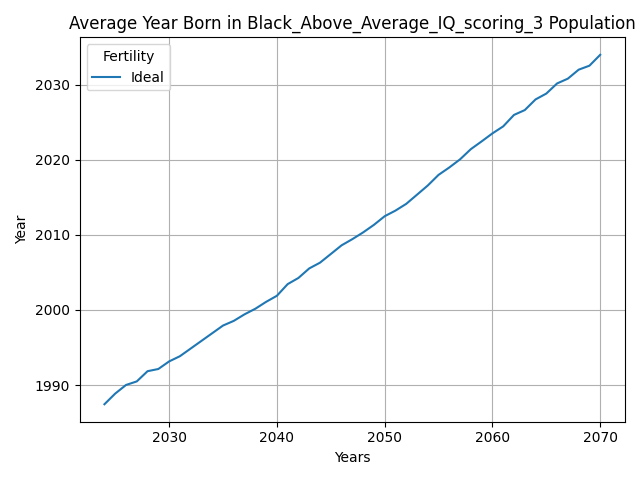 Average Year Born in Black_Above_Average_IQ_scoring_3 Population
Fertility
Ideal
2030
2020
2010
2000
1990
Year
2030 2040 2050 2060 2070
Years